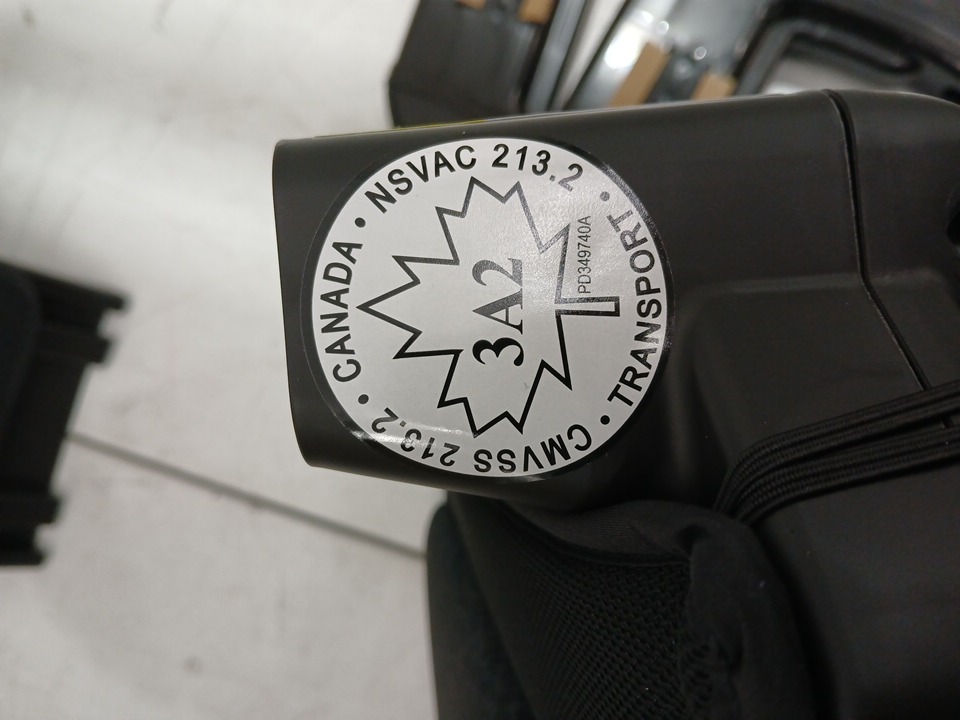 CANADA • NSVAC 213.2 • TRANSPORT • CMVSS 213.2 •
3A2
PD349740A